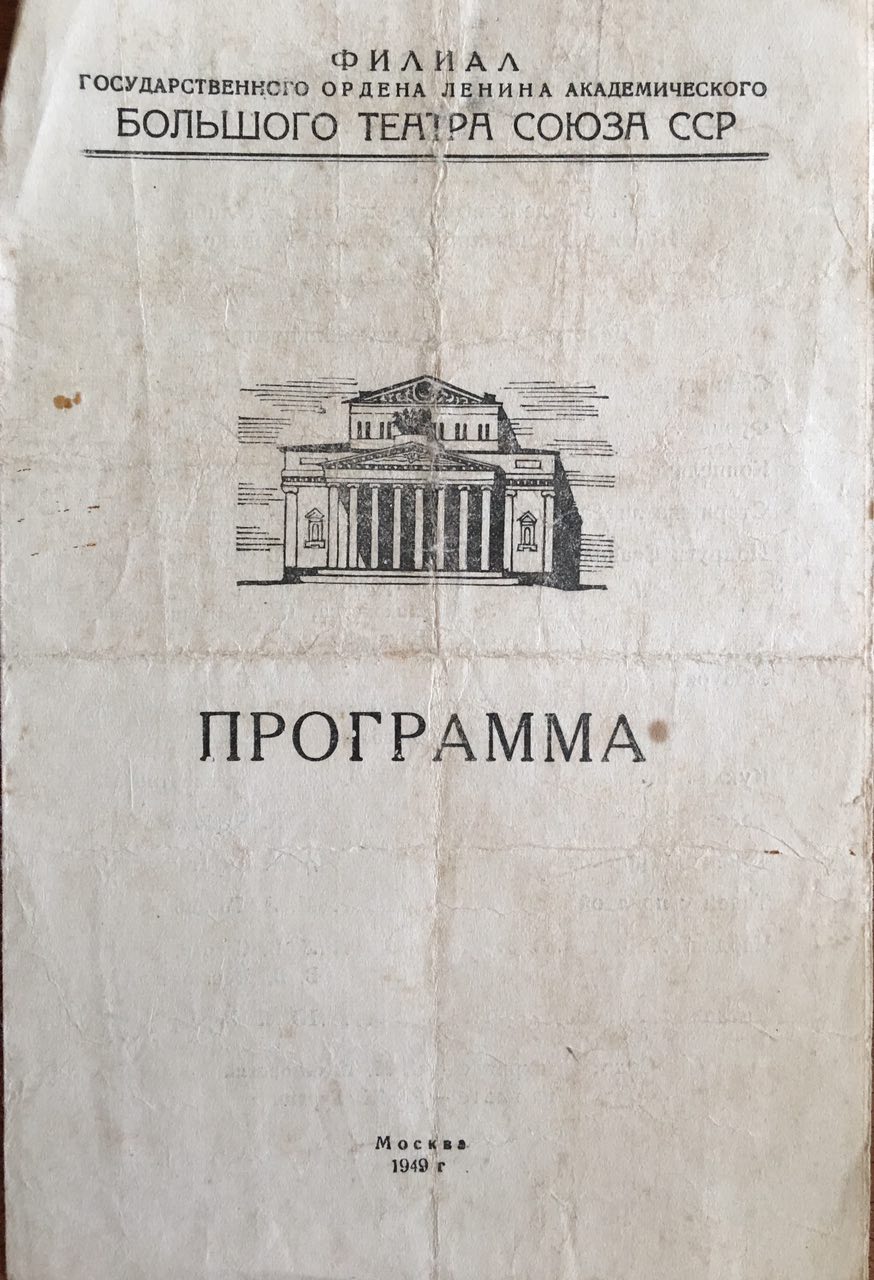 ФИЛИАЛ
ГОСУДАРСТВЕННОГО ОРДЕНА ЛЕНИНА АКАДЕМИЧЕСКОГО
БОЛЬШОГО ТЕАТРА СОЮЗА ССР
ПРОГРАММА
Москва
1949 г